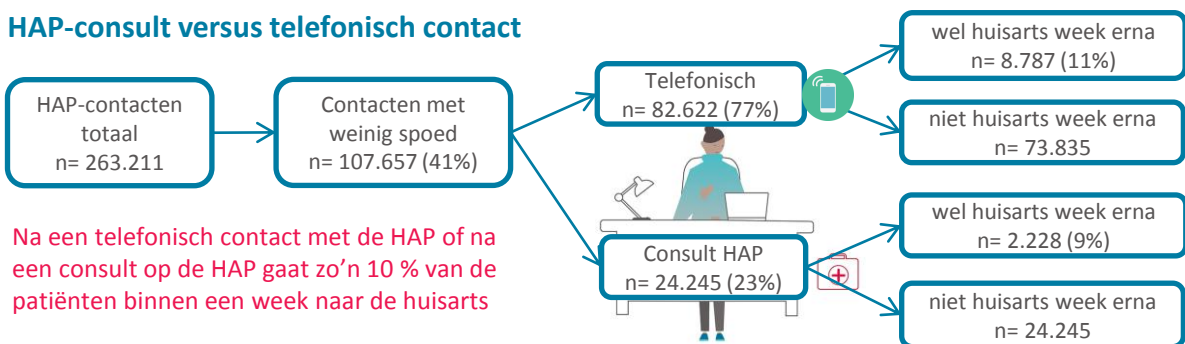 HAP-consult versus telefonisch contact
HAP-contacten
totaal
n= 263.211
Contacten met
weinig spoed
n= 107.657 (41%)
Telefonisch
n= 82.622 (77%)
wel huisarts week erna
n= 8.787 (11%)
niet huisarts week erna
n= 73.835
Consult HAP
n= 24.245 (23%)
wel huisarts week erna
n= 2.228 (9%)
niet huisarts week erna
n= 24.245
Na een telefonisch contact met de HAP of na
een consult op de HAP gaat zo’n 10 % van de
patiënten binnen een week naar de huisarts